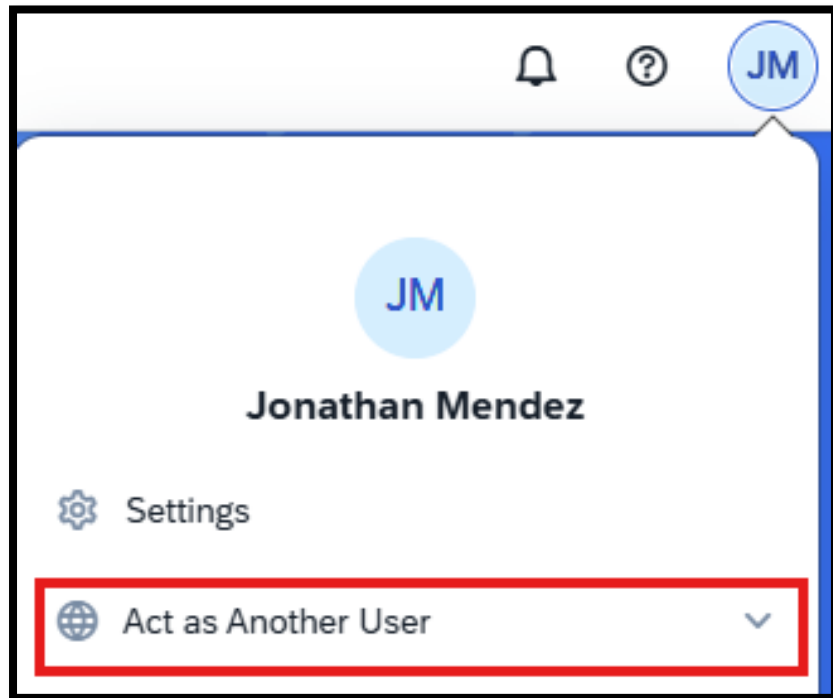 JM
JM
Jonathan Mendez
Settings
Act as Another User